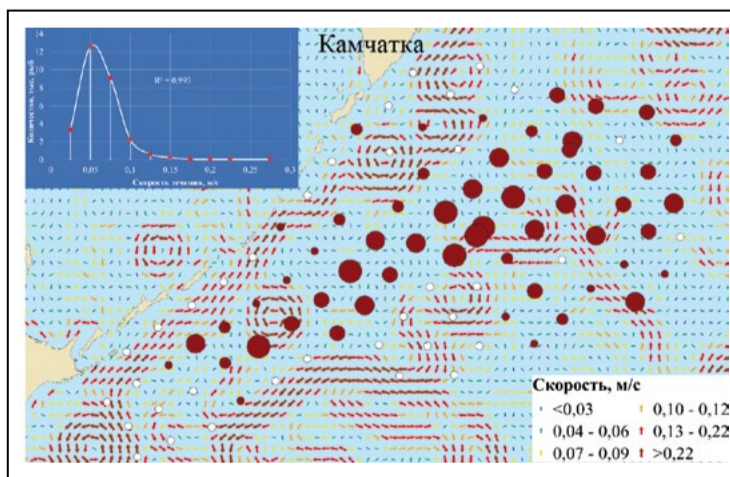 Камчатка
14
12
10
8
6
4
2
0
Количество, тыс. рыб
R² = 0,993
0 0,05 0,1 0,15 0,2 0,25 0,3
Скорость течения, м/с
Скорость, м/с
<0,03 0,10 - 0,12
0,04 - 0,06 0,13 - 0,22
0,07 - 0,09 >0,22